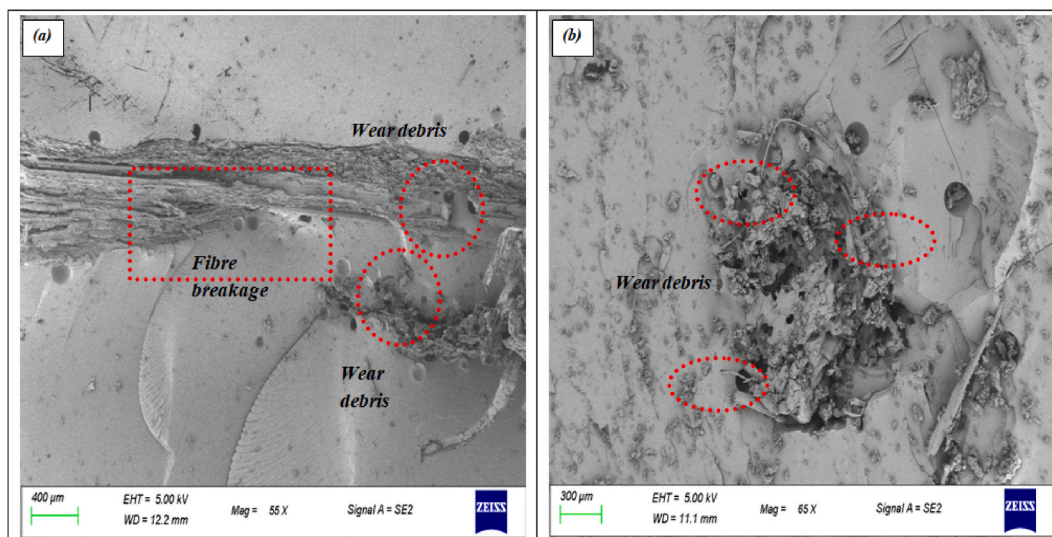 (a)
Wear debris
Fibre
breakage
Wear
debris
400 µm
EHT = 5.00 kV
WD = 12.2 mm
Mag = 55 X
Signal A = SE2
ZEISS
(b)
Wear debris
300 µm
EHT = 5.00 kV
WD = 11.1 mm
Mag = 65 X
Signal A = SE2
ZEISS